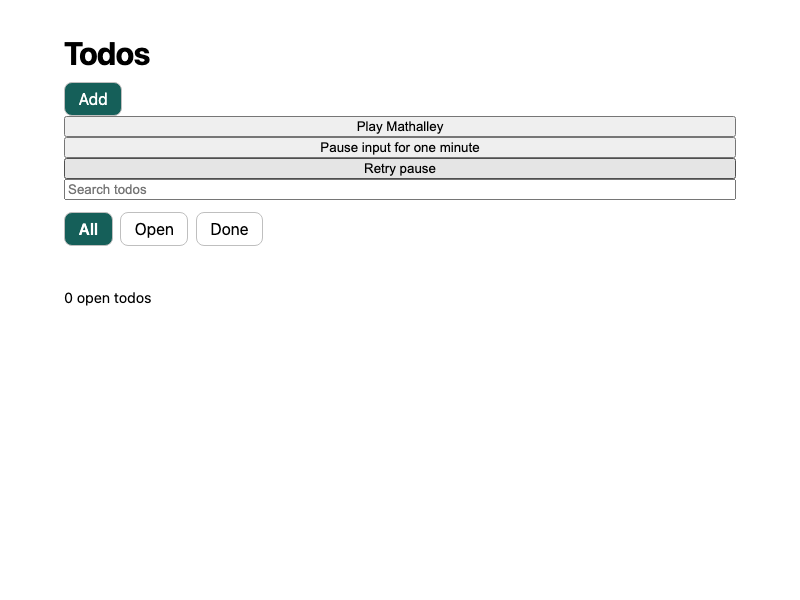 Todos
Add
Play Mathalley
Pause input for one minute
Retry pause
Search todos
All Open Done
0 open todos